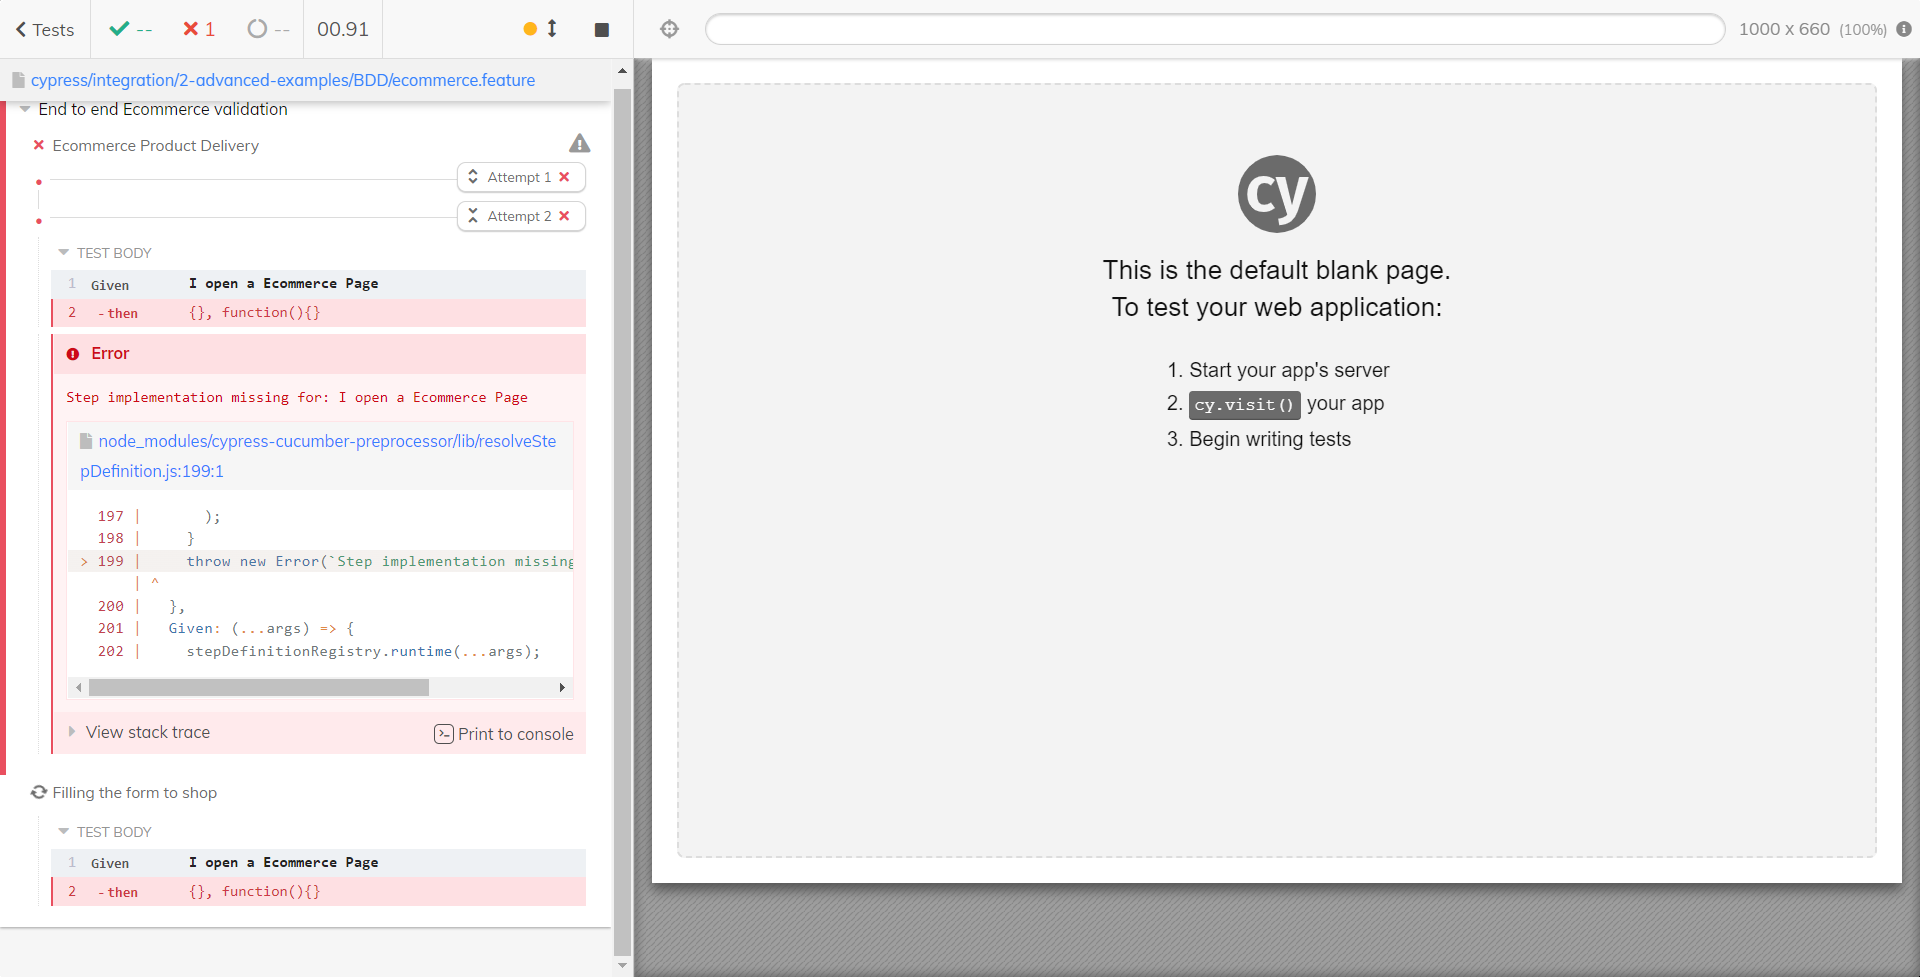 Tests
--
1
--
00.91
1000 x 660 (100%)
cypress/integration/2-advanced-examples/BDD/ecommerce.feature
End to end Ecommerce validation
Ecommerce Product Delivery
Attempt 1
Attempt 2
TEST BODY
1 Given I open a Ecommerce Page
2 -then {}, function(){}
Error
Step implementation missing for: I open a Ecommerce Page
node_modules/cypress-cucumber-preprocessor/lib/resolveSte
pDefinition.js:199:1
197 | );
198 | }
> 199 | throw new Error(`Step implementation missing
| ^
200 | },
201 | Given: (...args) => {
202 | stepDefinitionRegistry.runtime(...args);
View stack trace
Print to console
Filling the form to shop
TEST BODY
1 Given I open a Ecommerce Page
2 -then {}, function(){}
cy
This is the default blank page.
To test your web application:
1. Start your app's server
2. cy.visit() your app
3. Begin writing tests